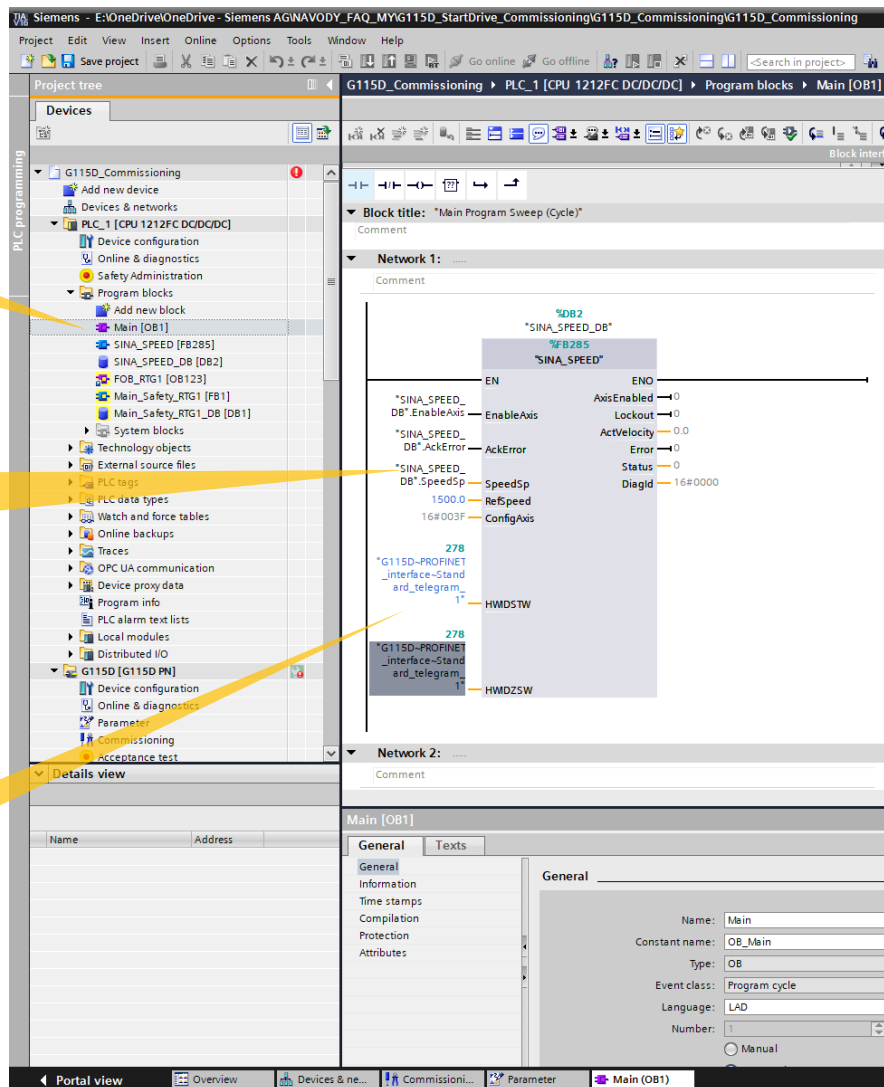 Siemens - E:\OneDrive\OneDrive - Siemens AG\NAVODY_FAQ_MY\G115D_StartDrive_Commissioning\G115D_Commissioning\G115D_Commissioning
Project Edit View Insert Online Options Tools Window Help
Save project Go online Go offline <Search in project>
Project tree
G115D_Commissioning PLC_1 [CPU 1212FC DC/DC/DC] Program blocks Main [OB1]
Devices
Block interf
PLC programming
G115D_Commissioning
Add new device
Devices & networks
PLC_1 [CPU 1212FC DC/DC/DC]
Device configuration
Online & diagnostics
Safety Administration
Program blocks
Add new block
Main [OB1]
SINA_SPEED [FB285]
SINA_SPEED_DB [DB2]
FOB_RTG1 [OB123]
Main_Safety_RTG1 [FB1]
Main_Safety_RTG1_DB [DB1]
System blocks
Technology objects
External source files
PLC tags
PLC data types
Watch and force tables
Online backups
Traces
OPC UA communication
Device proxy data
Program info
PLC alarm text lists
Local modules
Distributed I/O
G115D [G115D PN]
Device configuration
Online & diagnostics
Parameter
Commissioning
Acceptance test
Details view
Name Address
??
Block title: "Main Program Sweep (Cycle)"
Comment
Network 1: .....
Comment
%DB2
"SINA_SPEED_DB"
%FB285
"SINA_SPEED"
EN ENO
"SINA_SPEED_ AxisEnabled 0
DB".EnableAxis EnableAxis Lockout 0
"SINA_SPEED_ ActVelocity 0.0
DB".AckError AckError Error 0
"SINA_SPEED_ Status 0
DB".SpeedSp SpeedSp DiagId 16#0000
1500.0 RefSpeed
16#003F ConfigAxis
278
"G115D~PROFINET
_interface~Stand
ard_telegram_
1" HWIDSTW
278
"G115D~PROFINET
_interface~Stand
ard_telegram_
1" HWIDZSW
Network 2: .....
Comment
Main [OB1]
General Texts
General
Information
Time stamps
Compilation
Protection
Attributes
General
Name: Main
Constant name: OB_Main
Type: OB
Event class: Program cycle
Language: LAD
Number: 1
Manual
Portal view Overview Devices & ne... Commissioni... Parameter Main (OB1)